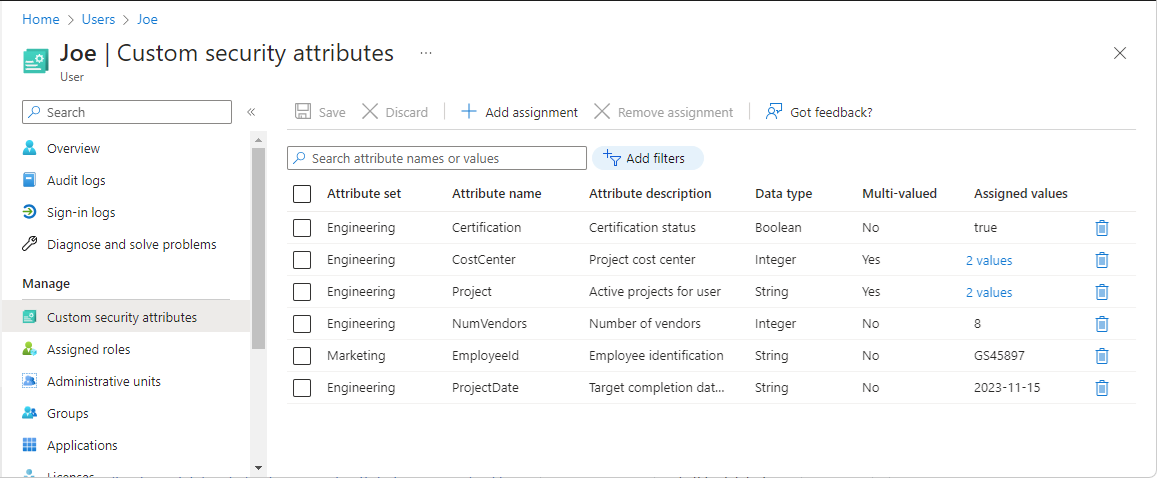 Home > Users > Joe
Joe | Custom security attributes ...
User
Search «
Overview
Audit logs
Sign-in logs
Diagnose and solve problems
Manage
Custom security attributes
Assigned roles
Administrative units
Groups
Applications
Licenses
Save Discard Add assignment Remove assignment Got feedback?
Search attribute names or values Add filters
Attribute set Attribute name Attribute description Data type Multi-valued Assigned values
Engineering Certification Certification status Boolean No true
Engineering CostCenter Project cost center Integer Yes 2 values
Engineering Project Active projects for user String Yes 2 values
Engineering NumVendors Number of vendors Integer No 8
Marketing EmployeeId Employee identification String No GS45897
Engineering ProjectDate Target completion dat... String No 2023-11-15